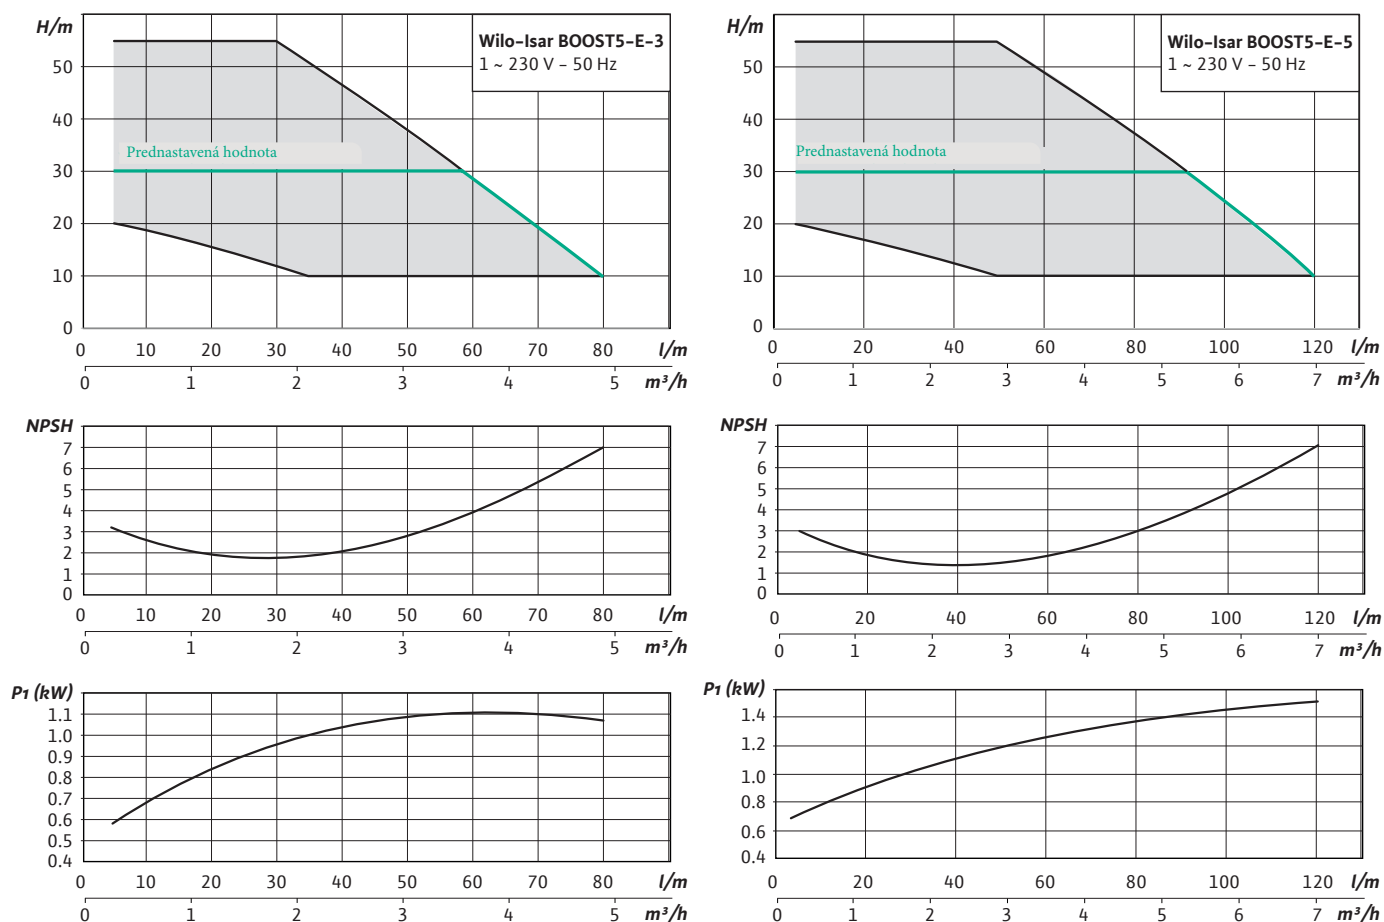 H/m
Wilo-Isar BOOST5-E-3
1 ~ 230 V - 50 Hz
50
40
Prednastavená hodnota
30
20
10
0
0 10 20 30 40 50 60 70 80 l/m
0 1 2 3 4 5 m³/h
NPSH
7
6
5
4
3
2
1
0
0 10 20 30 40 50 60 70 80 l/m
0 1 2 3 4 5 m³/h
P1 (kW)
1.1
1.0
0.9
0.8
0.7
0.6
0.5
0.4
0 10 20 30 40 50 60 70 80 l/m
0 1 2 3 4 5 m³/h
H/m
Wilo-Isar BOOST5-E-5
1 ~ 230 V - 50 Hz
50
40
Prednastavená hodnota
30
20
10
0
0 20 40 60 80 100 120 l/m
0 1 2 3 4 5 6 7 m³/h
NPSH
7
6
5
4
3
2
1
0
0 20 40 60 80 100 120 l/m
0 1 2 3 4 5 6 7 m³/h
P1 (kW)
1.4
1.2
1.0
0.8
0.6
0.4
0 20 40 60 80 100 120 l/m
0 1 2 3 4 5 6 7 m³/h